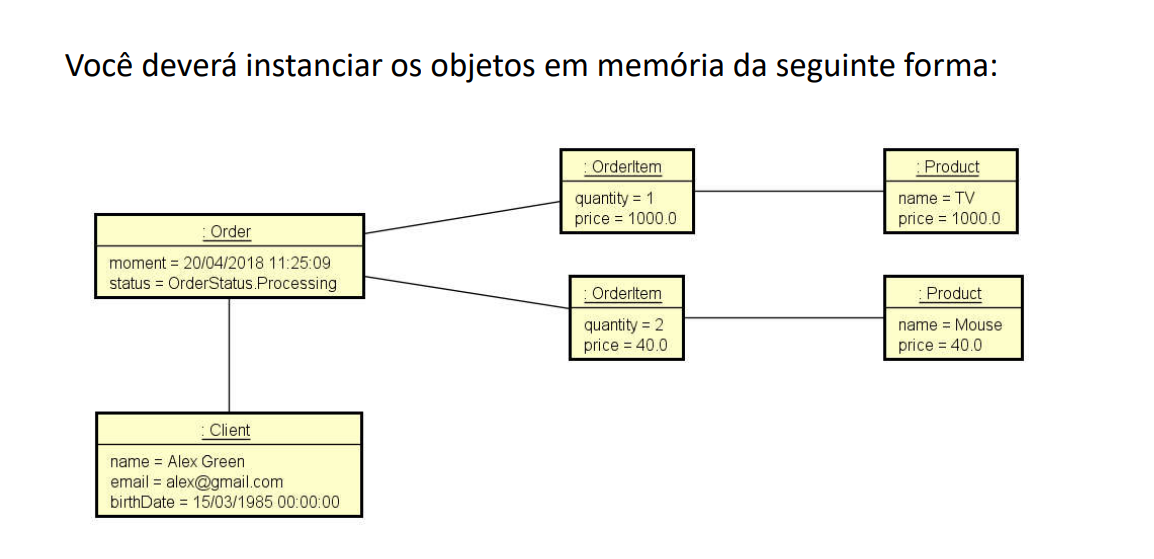 Você deverá instanciar os objetos em memória da seguinte forma:
: OrderItem
quantity = 1
price = 1000.0
: Product
name = TV
price = 1000.0
: Order
moment = 20/04/2018 11:25:09
status = OrderStatus.Processing
: OrderItem
quantity = 2
price = 40.0
: Product
name = Mouse
price = 40.0
: Client
name = Alex Green
email = alex@gmail.com
birthDate = 15/03/1985 00:00:00